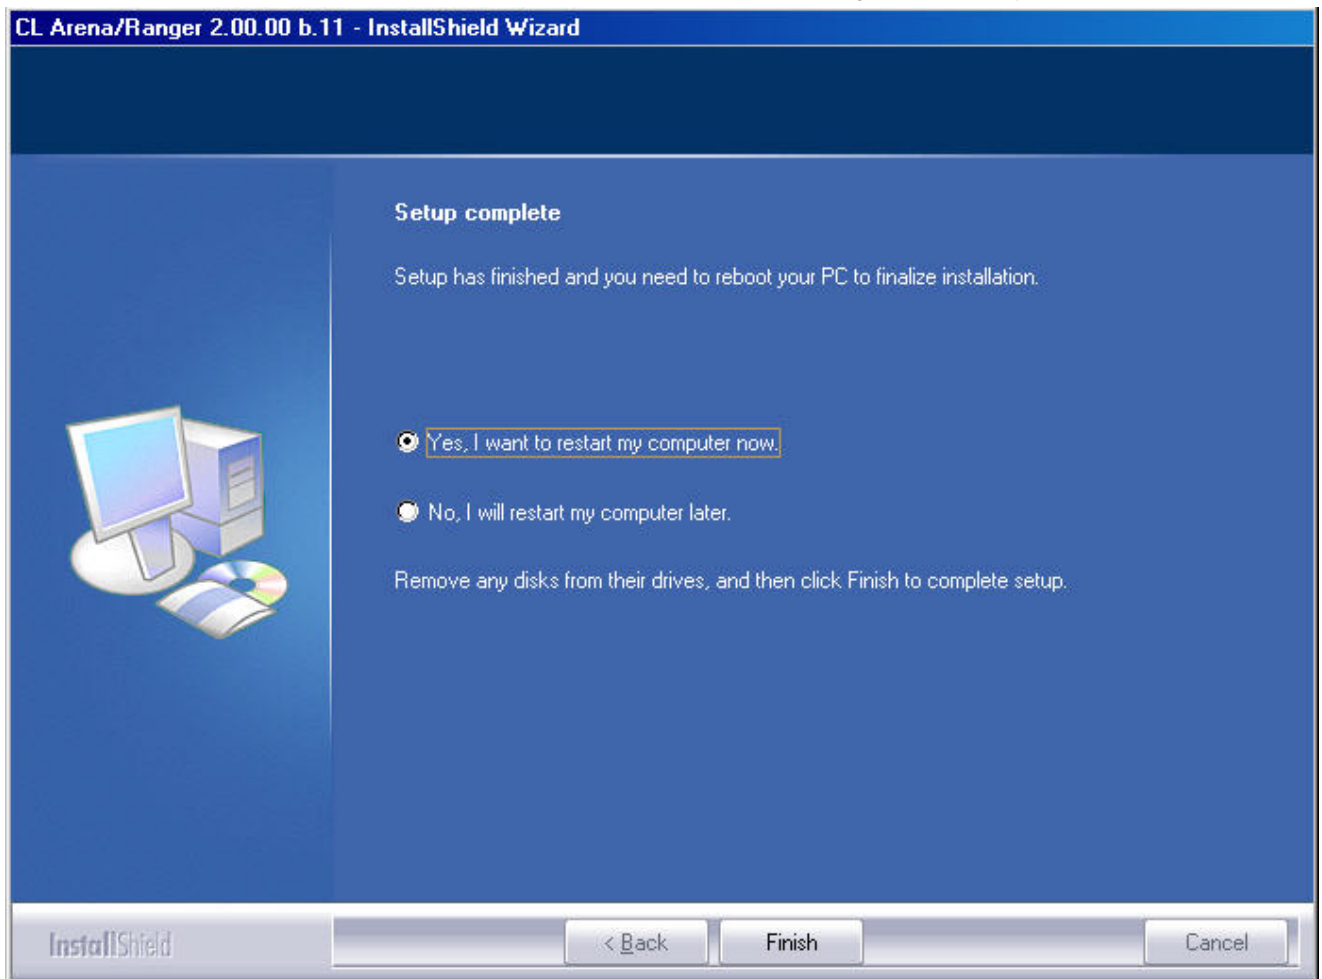 CL Arena/Ranger 2.00.00 b.11 - InstallShield Wizard
Setup complete
Setup has finished and you need to reboot your PC to finalize installation.
Yes, I want to restart my computer now.
No, I will restart my computer later.
Remove any disks from their drives, and then click Finish to complete setup.
InstallShield
< Back
Finish
Cancel